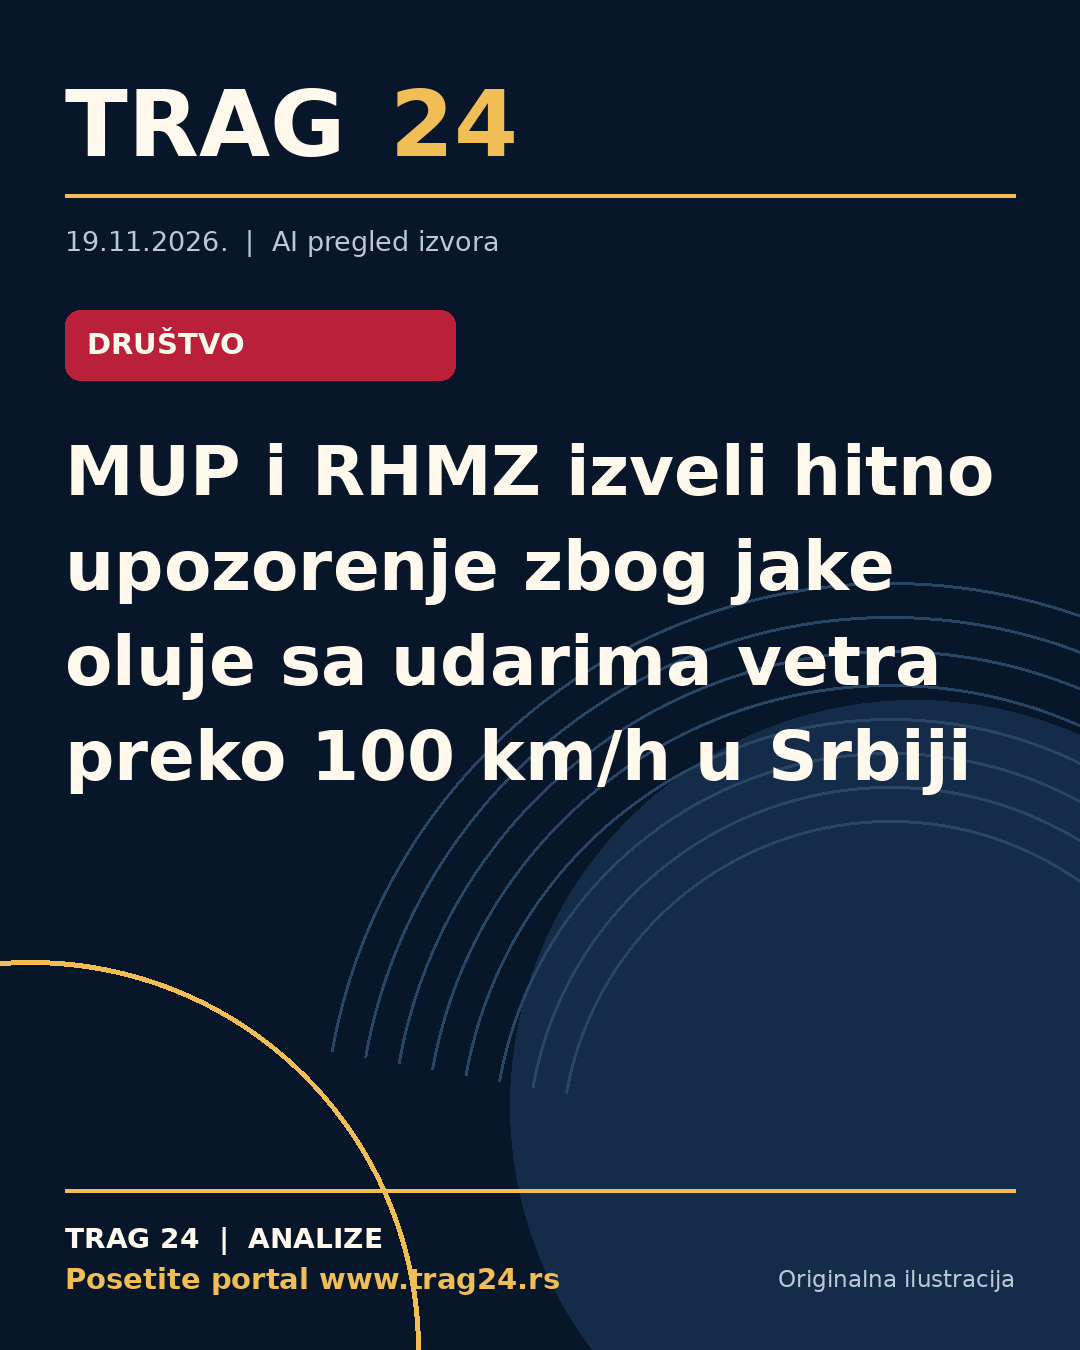 TRAG 24
19.11.2026. | AI pregled izvora
DRUŠTVO
MUP i RHMZ izveli hitno
upozorenje zbog jake
oluje sa udarima vetra
preko 100 km/h u Srbiji
TRAG 24 | ANALIZE
Posetite portal www.trag24.rs
Originalna ilustracija